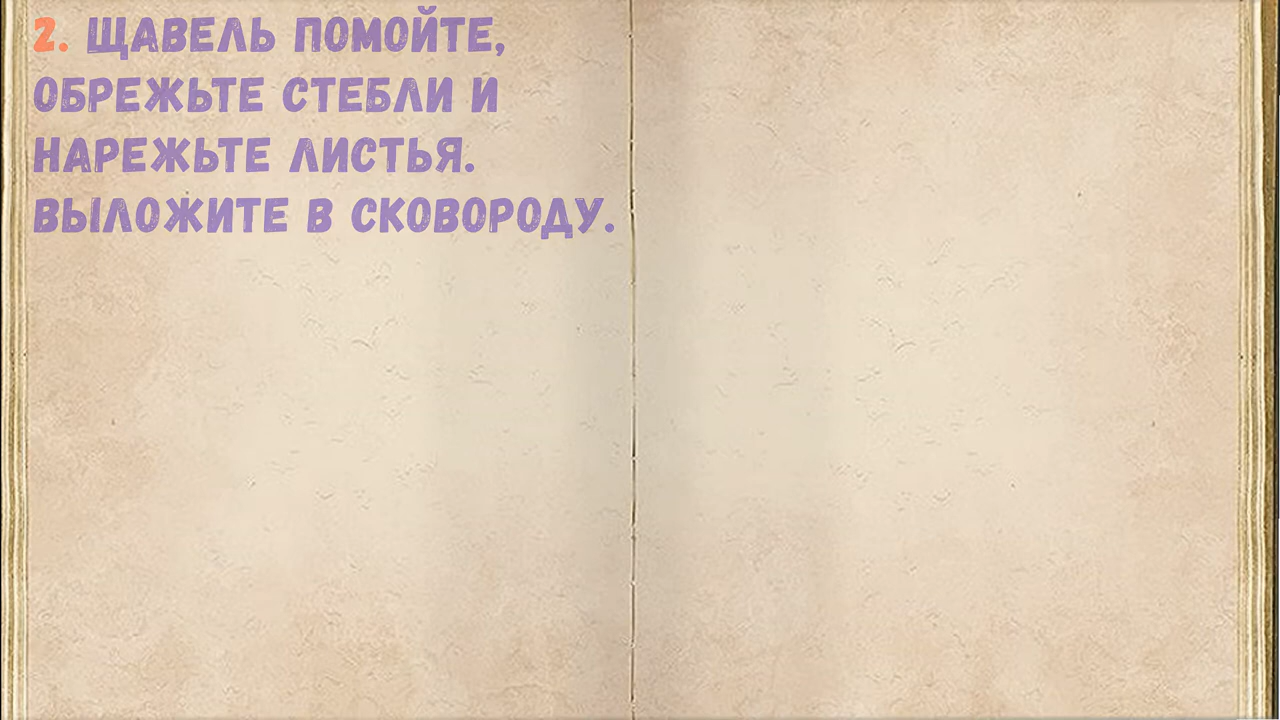 2. ЩАВЕЛЬ ПОМОЙТЕ,
ОБРЕЖЬТЕ СТЕБЛИ И
НАРЕЖЬТЕ ЛИСТЬЯ.
ВЫЛОЖИТЕ В СКОВОРОДУ.